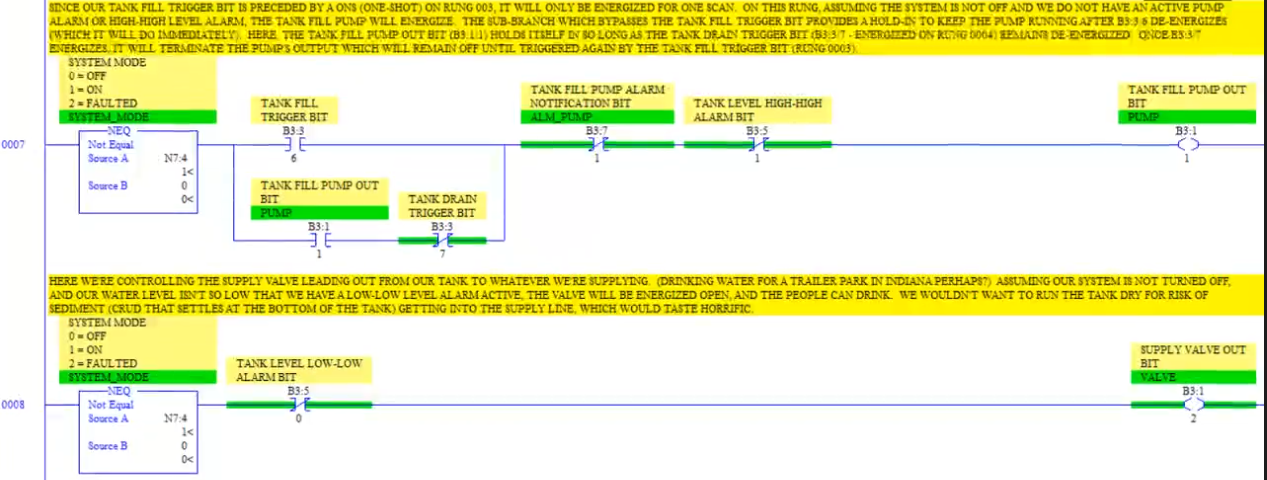 SINCE OUR TANK FILL TRIGGER BIT IS PRECEDED BY A ONS (ONE-SHOT) ON RUNG 003, IT WILL ONLY BE ENERGIZED FOR ONE SCAN.  ON THIS RUNG, ASSUMING THE SYSTEM IS NOT OFF AND WE DO NOT HAVE AN ACTIVE PUMP
ALARM OR HIGH-HIGH LEVEL ALARM, THE TANK FILL PUMP WILL ENERGIZE.  THE SUB-BRANCH WHICH BYPASSES THE TANK FILL TRIGGER BIT PROVIDES A HOLD-IN TO KEEP THE PUMP RUNNING AFTER B3:3/6 DE-ENERGIZES
(WHICH IT WILL DO IMMEDIATELY).  HERE, THE TANK FILL PUMP OUT BIT (B3:1/1) HOLDS ITSELF IN SO LONG AS THE TANK DRAIN TRIGGER BIT (B3:3/7 - ENERGIZED ON RUNG 0004) REMAINS DE-ENERGIZED.  ONCE B3:3/7
ENERGIZES, IT WILL TERMINATE THE PUMP'S OUTPUT WHICH WILL REMAIN OFF UNTIL TRIGGERED AGAIN BY THE TANK FILL TRIGGER BIT (RUNG 0003).
SYSTEM MODE
0 = OFF
1 = ON
2 = FAULTED
SYSTEM_MODE
TANK FILL
TRIGGER BIT
TANK FILL PUMP ALARM
NOTIFICATION BIT
ALM_PUMP
TANK LEVEL HIGH-HIGH
ALARM BIT
TANK FILL PUMP OUT
BIT
PUMP
0007
NEQ
Not Equal
Source A N7:4
1<
Source B 0
0<
B3:3
6
B3:7
1
B3:5
1
B3:1
1
TANK FILL PUMP OUT
BIT
PUMP
B3:1
1
TANK DRAIN
TRIGGER BIT
B3:3
7
HERE WE'RE CONTROLLING THE SUPPLY VALVE LEADING OUT FROM OUR TANK TO WHATEVER WE'RE SUPPLYING.  (DRINKING WATER FOR A TRAILER PARK IN INDIANA PERHAPS?)  ASSUMING OUR SYSTEM IS NOT TURNED OFF,
AND OUR WATER LEVEL ISN'T SO LOW THAT WE HAVE A LOW-LOW LEVEL ALARM ACTIVE, THE VALVE WILL BE ENERGIZED OPEN, AND THE PEOPLE CAN DRINK.  WE WOULDN'T WANT TO RUN THE TANK DRY FOR RISK OF
SEDIMENT (CRUD THAT SETTLES AT THE BOTTOM OF THE TANK) GETTING INTO THE SUPPLY LINE, WHICH WOULD TASTE HORRIFIC.
SYSTEM MODE
0 = OFF
1 = ON
2 = FAULTED
SYSTEM_MODE
TANK LEVEL LOW-LOW
ALARM BIT
SUPPLY VALVE OUT
BIT
VALVE
0008
NEQ
Not Equal
Source A N7:4
1<
Source B 0
0<
B3:5
0
B3:1
2